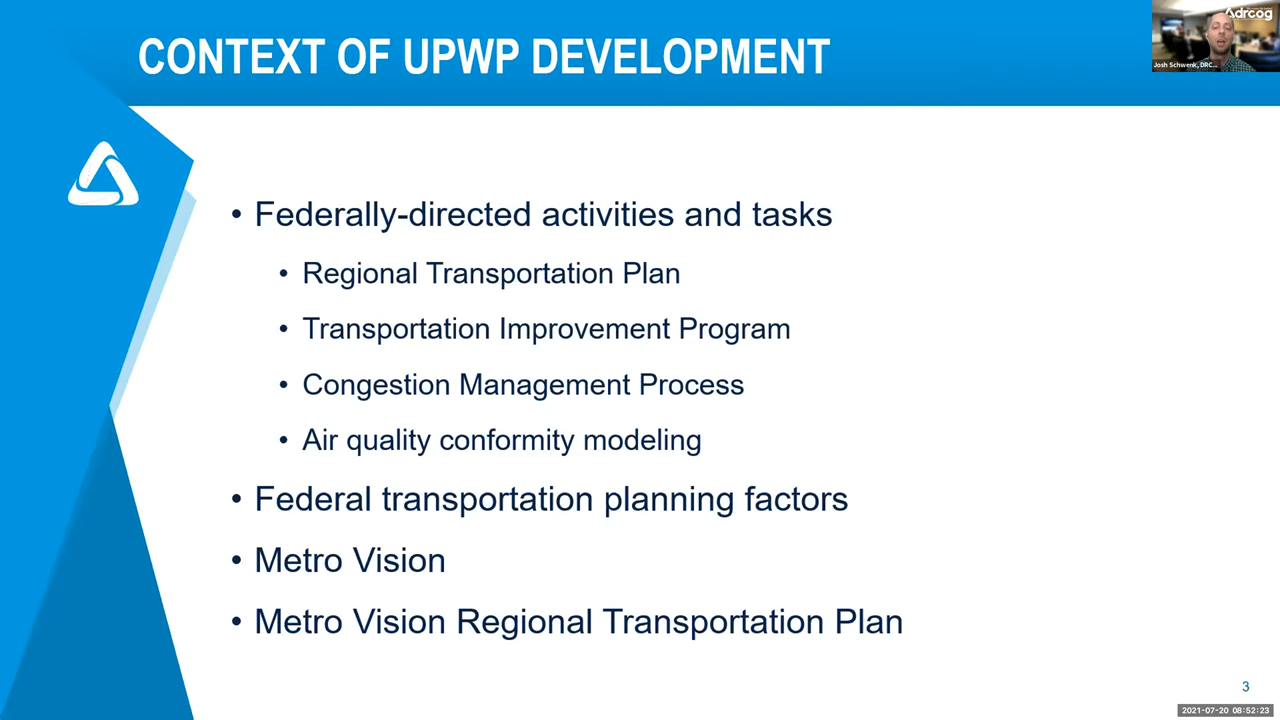 CONTEXT OF UPWP DEVELOPMENT
drcog
Josh Schwenk, DRC...
• Federally-directed activities and tasks
• Regional Transportation Plan
• Transportation Improvement Program
• Congestion Management Process
• Air quality conformity modeling
• Federal transportation planning factors
• Metro Vision
• Metro Vision Regional Transportation Plan
3
2021-07-20 08:52:23